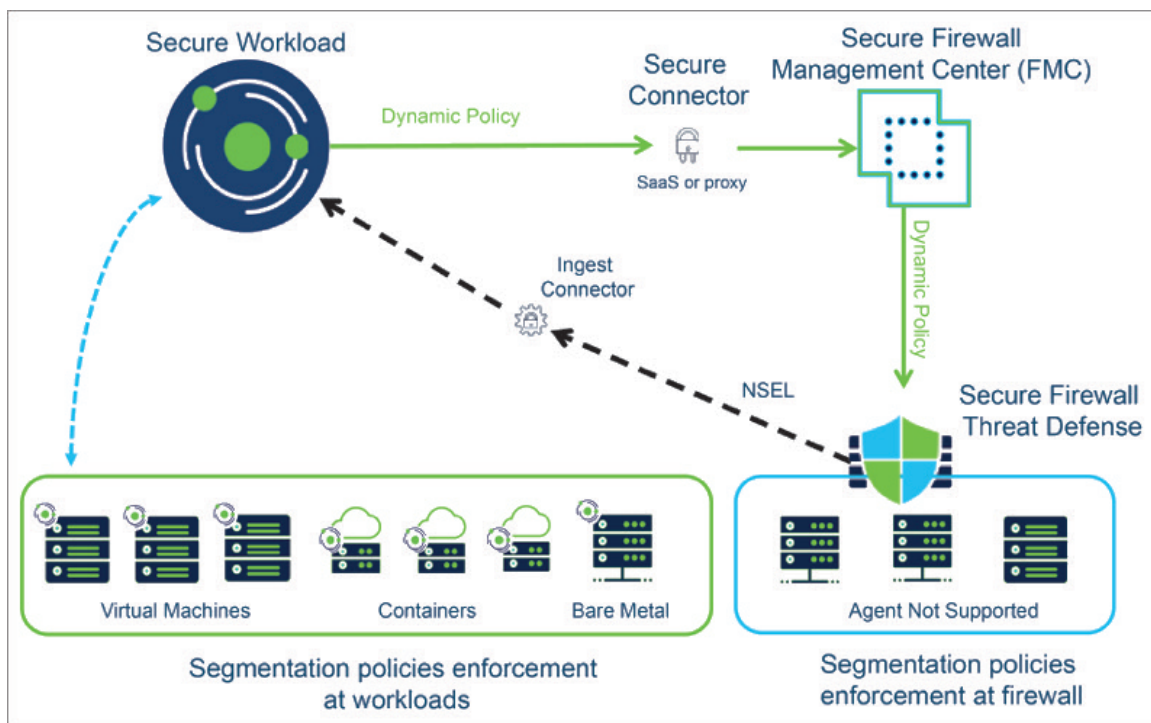 Secure Workload
Secure Firewall
Management Center (FMC)
Secure
Connector
Dynamic Policy
SaaS or proxy
Dynamic Policy
Ingest
Connector
NSEL
Secure Firewall
Threat Defense
Virtual Machines
Containers
Bare Metal
Agent Not Supported
Segmentation policies enforcement
at workloads
Segmentation policies
enforcement at firewall